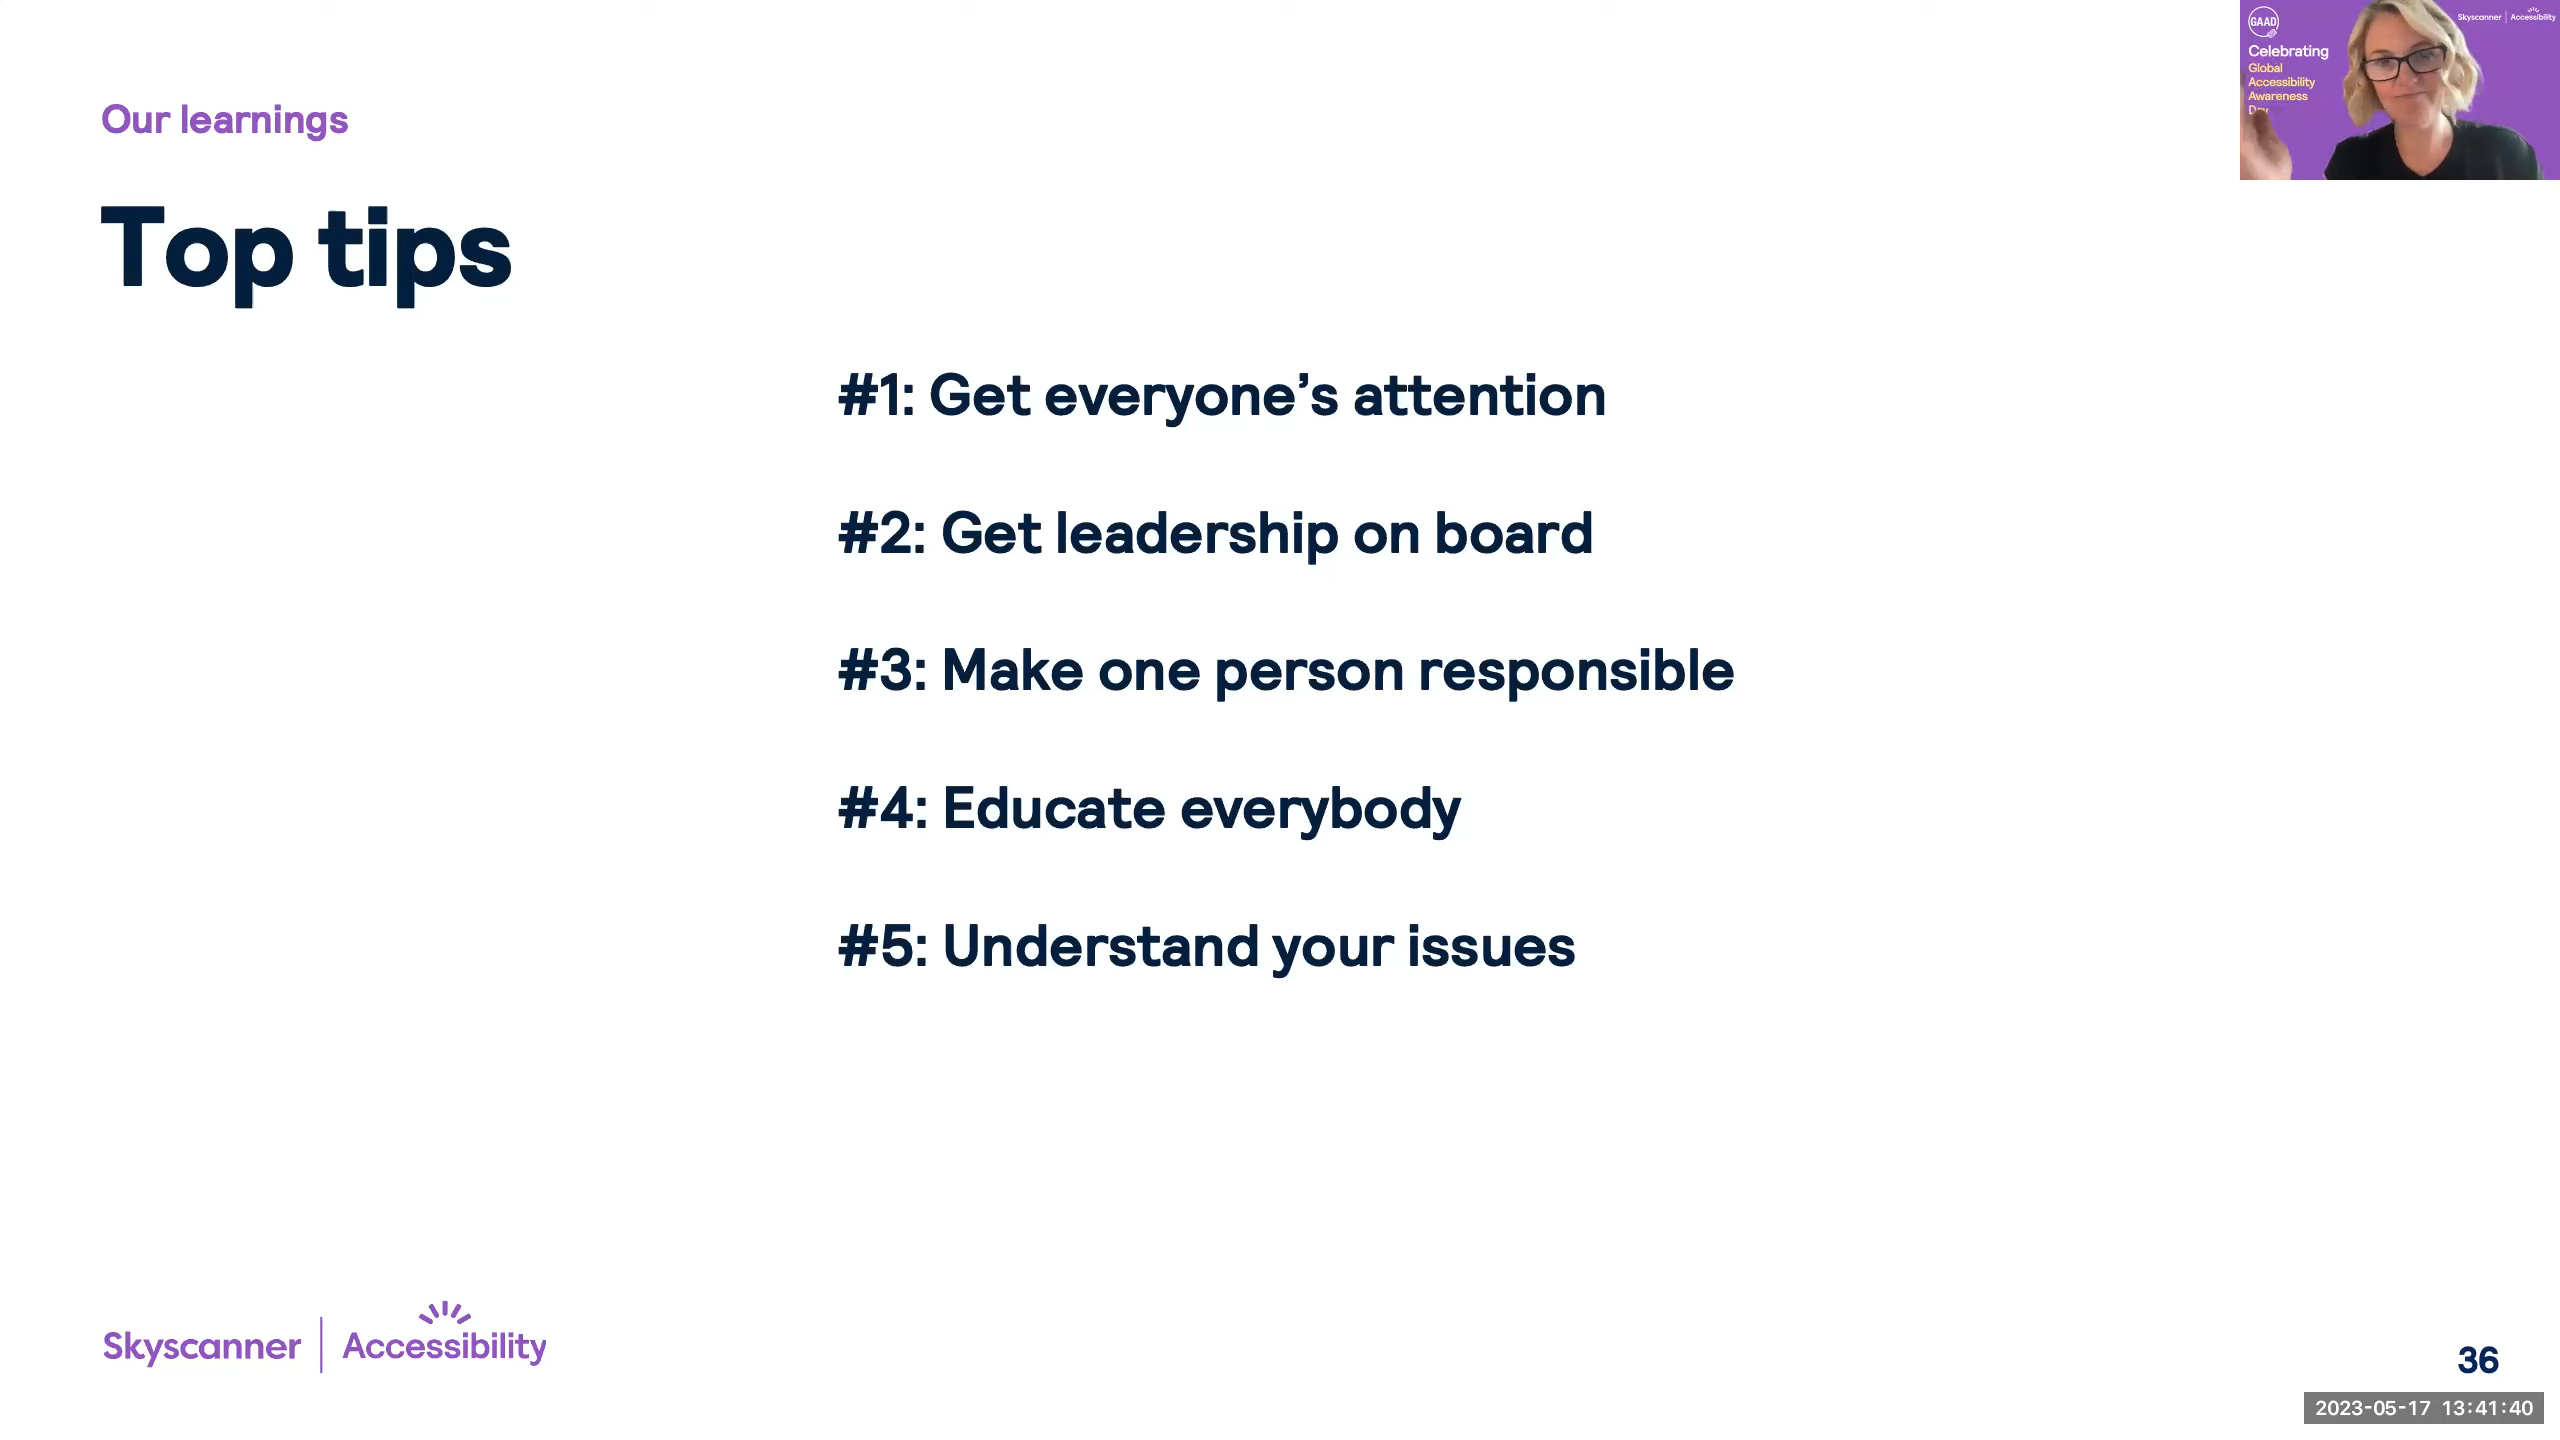 Our learnings
Top tips
#1: Get everyone’s attention
#2: Get leadership on board
#3: Make one person responsible
#4: Educate everybody
#5: Understand your issues
Skyscanner | Accessibility
36
2023-05-17 13:41:40
GAAD
Skyscanner | Accessibility
Celebrating
Global
Accessibility
Awareness
Day